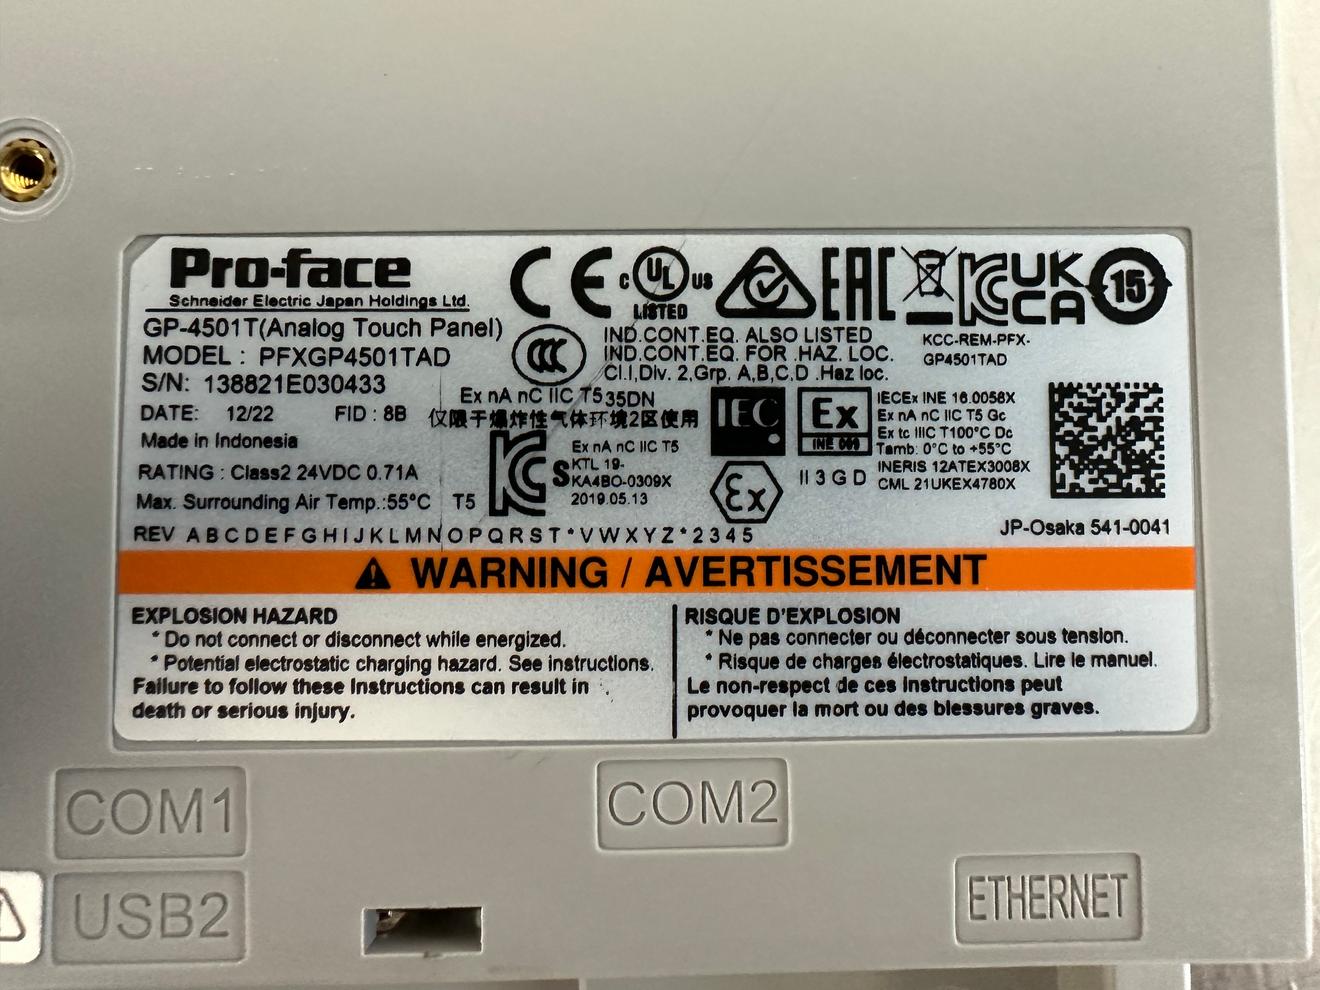 Pro-face
Schneider Electric Japan Holdings Ltd.
GP-4501T(Analog Touch Panel)
MODEL : PFXGP4501TAD
S/N: 138821E030433
DATE: 12/22 FID : 8B
Made in Indonesia
RATING : Class2 24VDC 0.71A
Max. Surrounding Air Temp.:55°C T5
REV A B C D E F G H I J K L M N O P Q R S T * V W X Y Z * 2 3 4 5
CE
C UL US
LISTED
EAC
KC
UK
CA
15
CCC
IND.CONT.EQ. ALSO LISTED
IND.CONT.EQ. FOR .HAZ. LOC.
Cl.I,Div. 2,Grp. A,B,C,D .Haz loc.
35DN
KCC-REM-PFX-
GP4501TAD
Ex nA nC IIC T5
仅限于爆炸性气体环境2区使用
KCs
Ex nA nC IIC T5
KTL 19-
KA4BO-0309X
2019.05.13
IEC
Ex
INE 009
Ex
II 3 G D
IECEx INE 16.0058X
Ex nA nC IIC T5 Gc
Ex tc IIIC T100°C Dc
Tamb: 0°C to +55°C
INERIS 12ATEX3008X
CML 21UKEX4780X
JP-Osaka 541-0041
WARNING / AVERTISSEMENT
EXPLOSION HAZARD
* Do not connect or disconnect while energized.
* Potential electrostatic charging hazard. See instructions.
Failure to follow these Instructions can result in
death or serious injury.
RISQUE D'EXPLOSION
* Ne pas connecter ou déconnecter sous tension.
* Risque de charges électrostatiques. Lire le manuel.
Le non-respect de ces Instructions peut
provoquer la mort ou des blessures graves.
COM1
COM2
USB2
ETHERNET